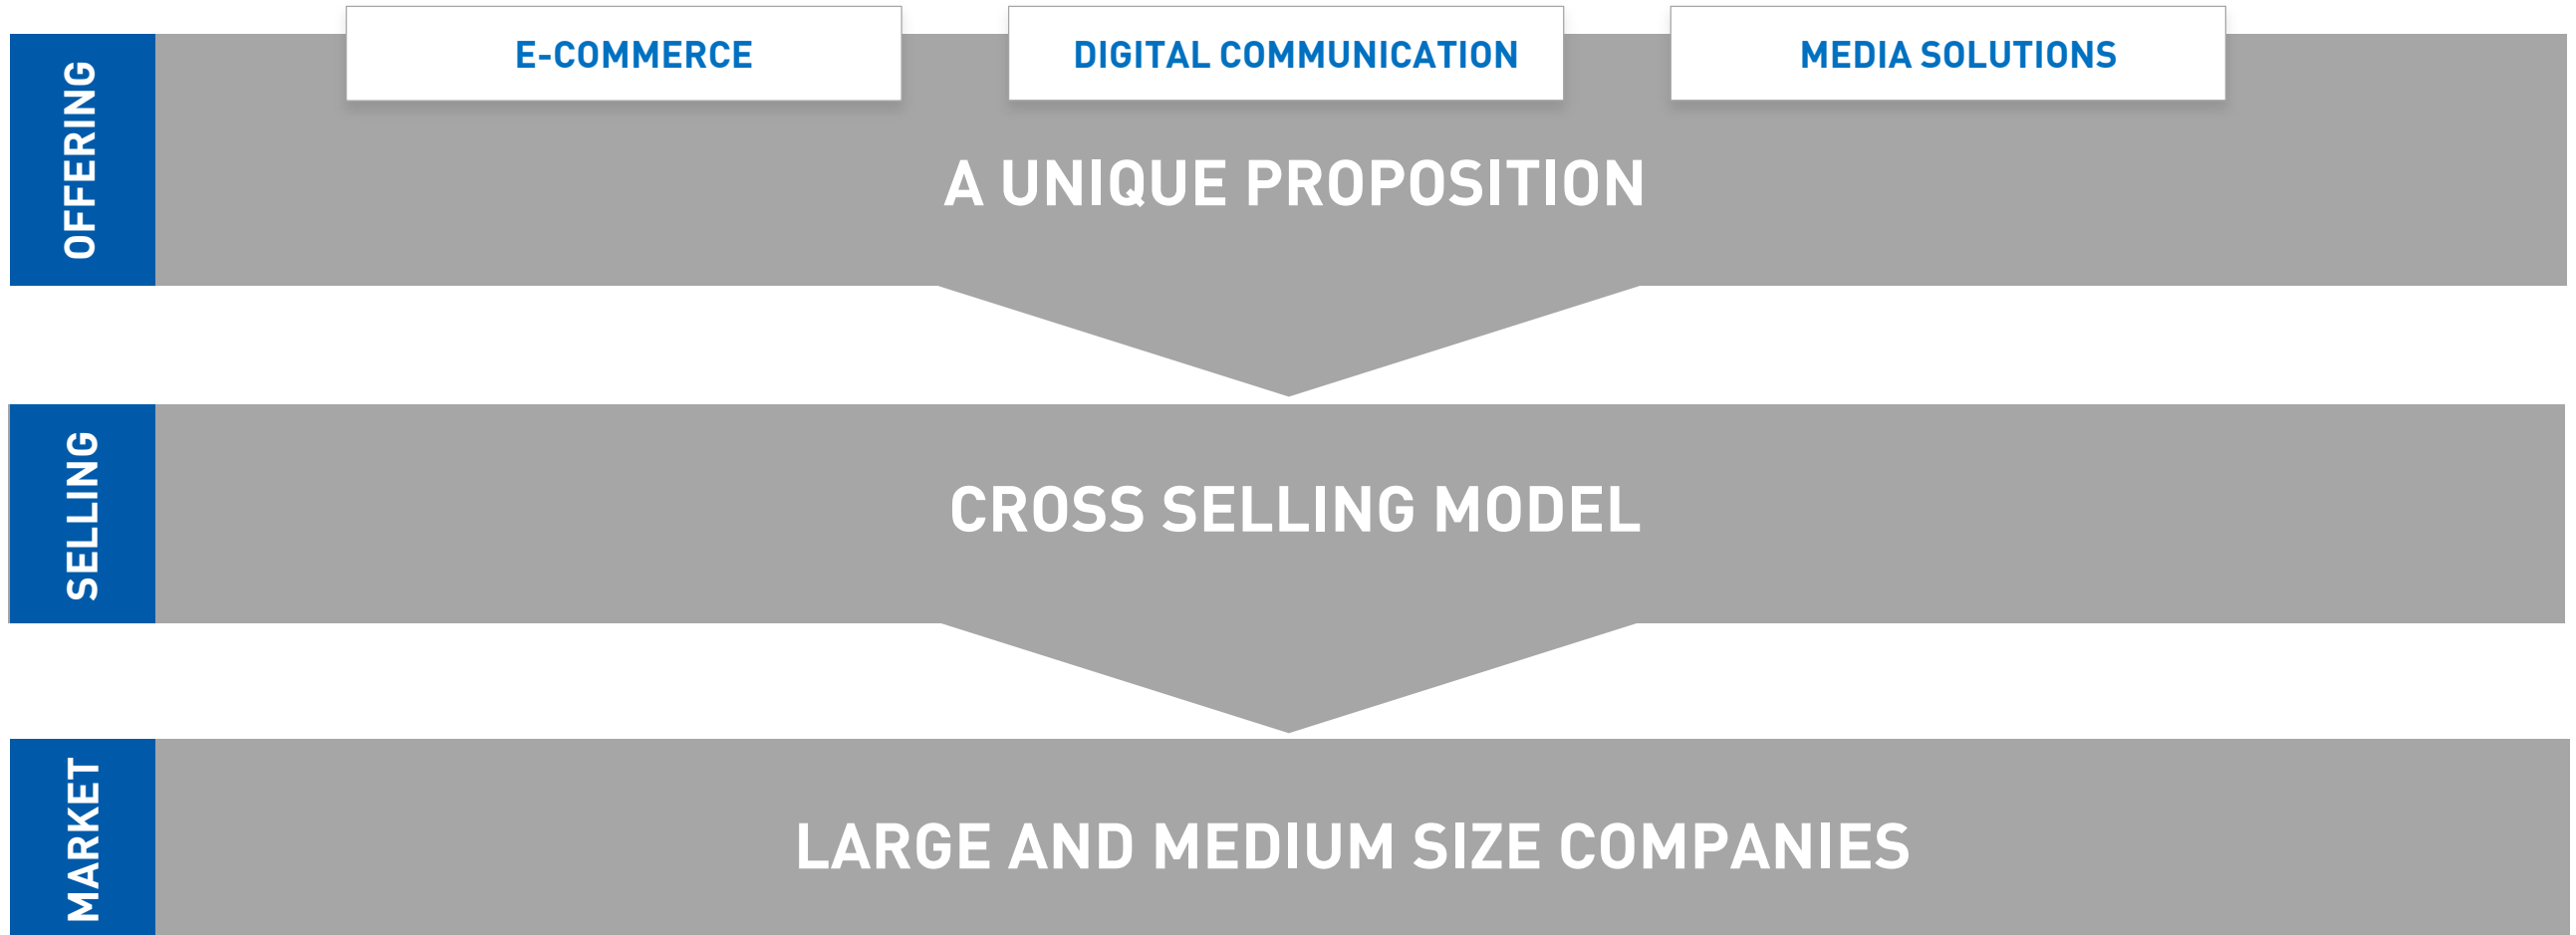 E-COMMERCE
DIGITAL COMMUNICATION
MEDIA SOLUTIONS
OFFERING
A UNIQUE PROPOSITION
SELLING
CROSS SELLING MODEL
MARKET
LARGE AND MEDIUM SIZE COMPANIES